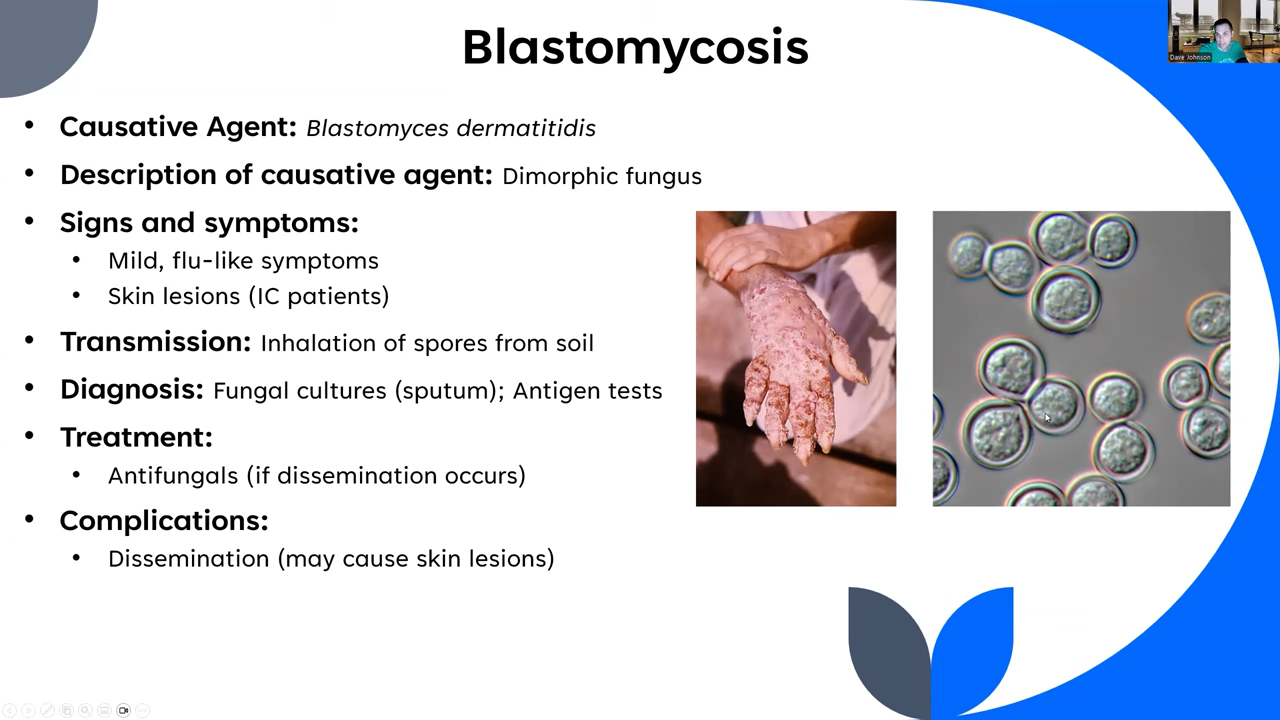 Blastomycosis
Dave Johnson
• Causative Agent: Blastomyces dermatitidis
• Description of causative agent: Dimorphic fungus
• Signs and symptoms:
• Mild, flu-like symptoms
• Skin lesions (IC patients)
• Transmission: Inhalation of spores from soil
• Diagnosis: Fungal cultures (sputum); Antigen tests
• Treatment:
• Antifungals (if dissemination occurs)
• Complications:
• Dissemination (may cause skin lesions)